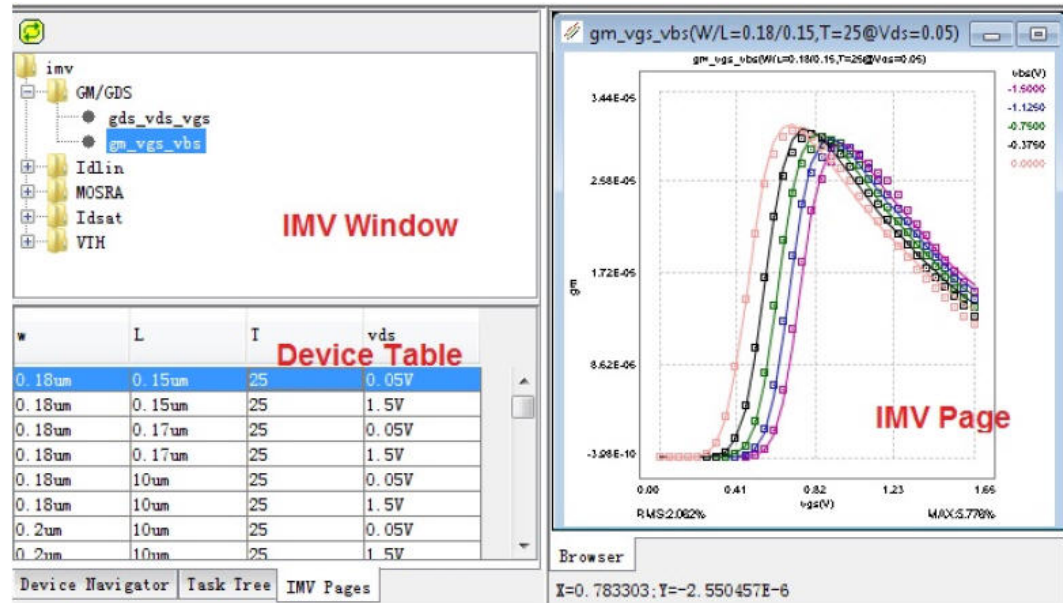 imv
GM/GDS
gds_vds_vgs
gm_vgs_vbs
Idlin
MOSRA
Idsat
VTH
IMV Window
w L T vds
Device Table
0.18um 0.15um 25 0.05V
0.18um 0.15um 25 1.5V
0.18um 0.17um 25 0.05V
0.18um 0.17um 25 1.5V
0.18um 10um 25 0.05V
0.18um 10um 25 1.5V
0.2um 10um 25 0.05V
0.2um 10um 25 1.5V
Device Navigator Task Tree IMV Pages
gm_vgs_vbs(W/L=0.18/0.15,T=25@Vds=0.05)
gm_vgs_vbs(W/L=0.18/0.15,T=25@Vds=0.05)
vbs(V)
-1.5000
-1.1250
-0.7500
-0.3750
0.0000
3.44E-05
2.58E-05
1.72E-05
8.62E-06
-3.98E-10
gm
IMV Page
0.00 0.41 0.82 1.23 1.65
vgs(V)
RMS:2.062% MAX:5.778%
Browser
X=0.783303;Y=-2.550457E-6